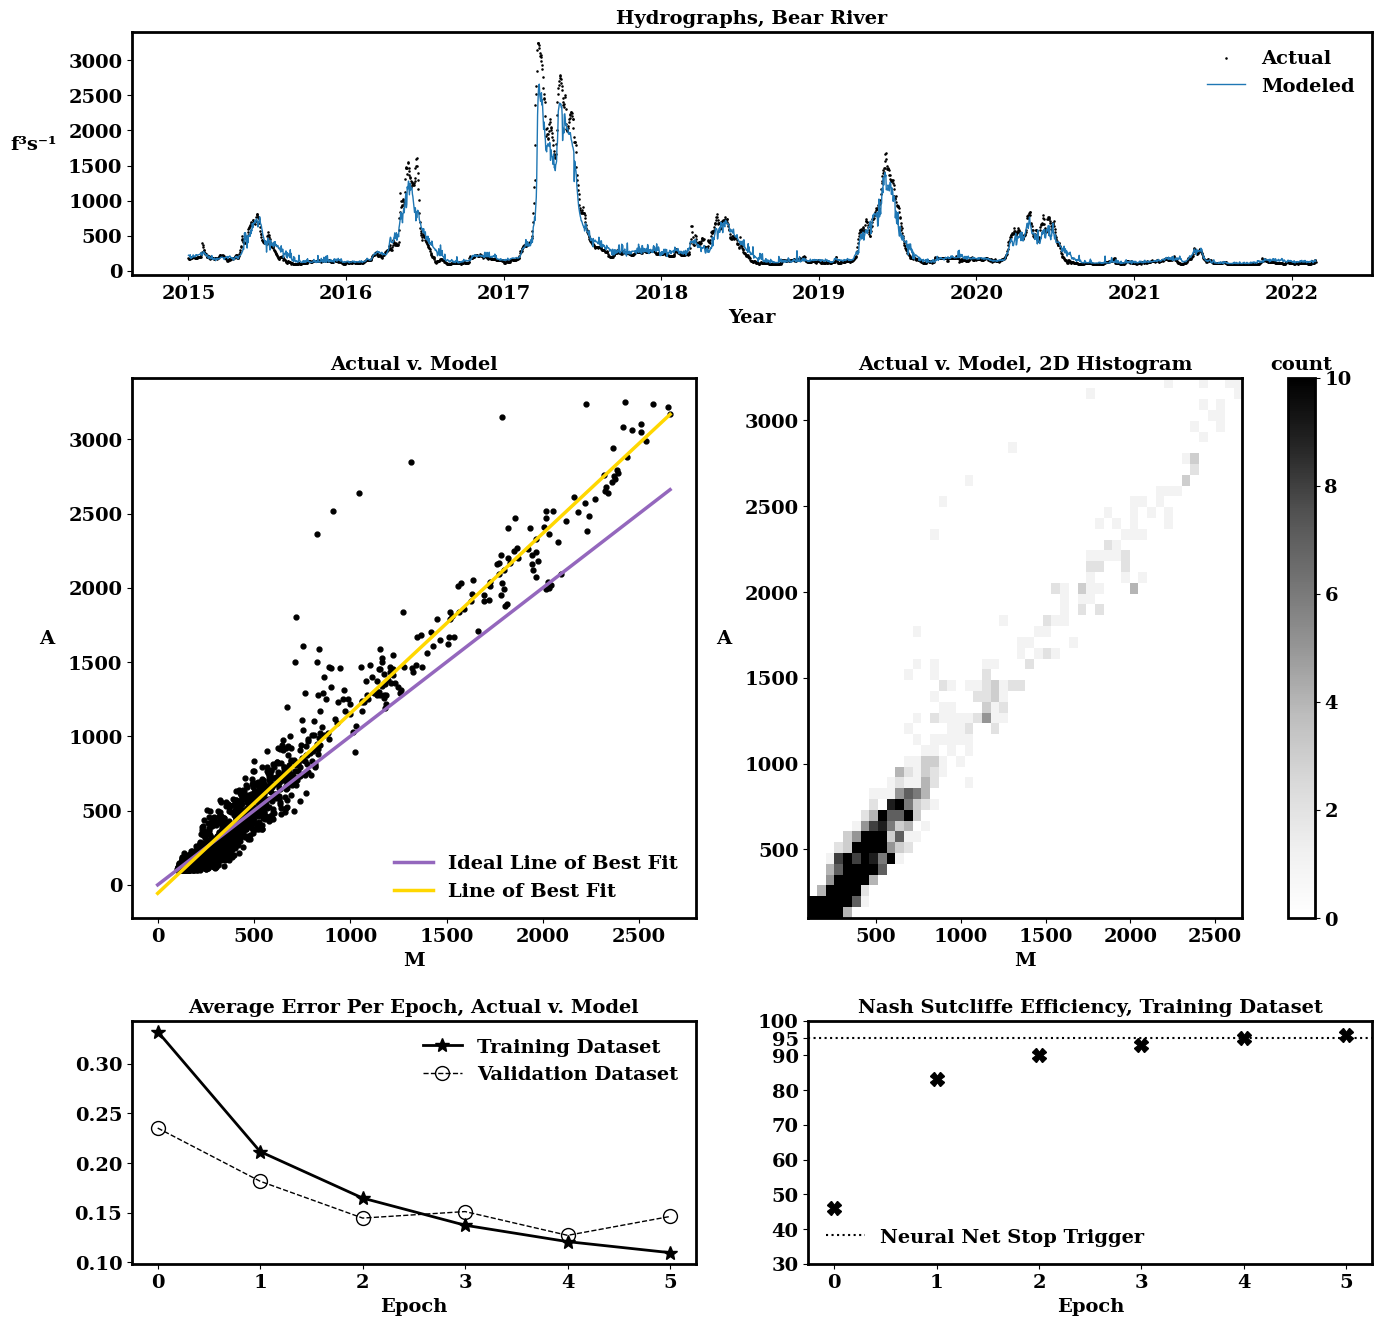 Hydrographs, Bear River
3000
2500
2000
1500
1000
500
0
f³s⁻¹
Actual
Modeled
2015 2016 2017 2018 2019 2020 2021 2022
Year
Actual v. Model
3000
2500
2000
1500
1000
500
0
A
Ideal Line of Best Fit
Line of Best Fit
0 500 1000 1500 2000 2500
M
Actual v. Model, 2D Histogram
3000
2500
2000
1500
1000
500
A
500 1000 1500 2000 2500
M
count
10
8
6
4
2
0
Average Error Per Epoch, Actual v. Model
0.30
0.25
0.20
0.15
0.10
Training Dataset
Validation Dataset
0 1 2 3 4 5
Epoch
Nash Sutcliffe Efficiency, Training Dataset
100
95
90
80
70
60
50
40
30
Neural Net Stop Trigger
0 1 2 3 4 5
Epoch